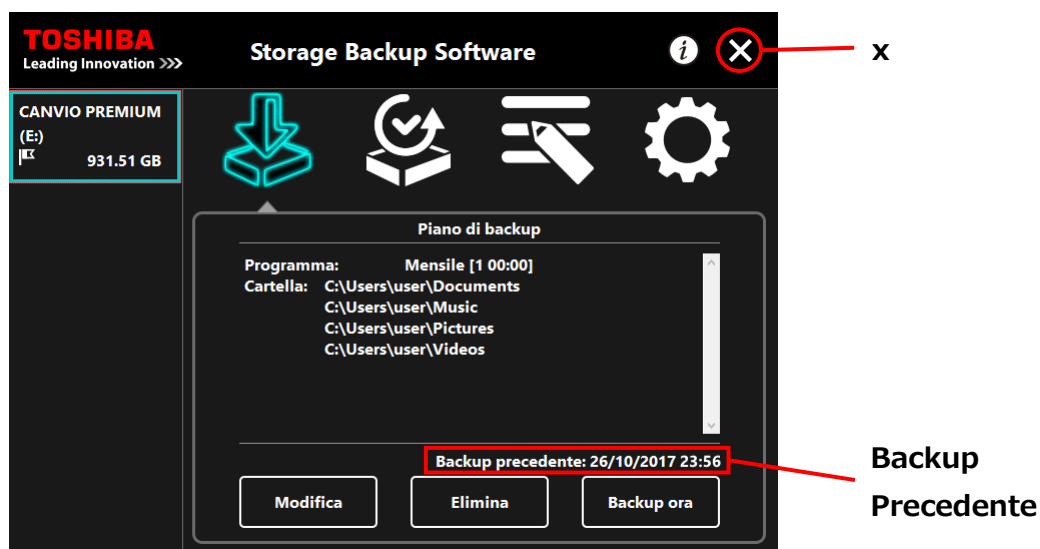 TOSHIBA
Leading Innovation >>>
Storage Backup Software
i
x
CANVIO PREMIUM
(E:)
931.51 GB
Piano di backup
Programma: Mensile [1 00:00]
Cartella: C:\Users\user\Documents
C:\Users\user\Music
C:\Users\user\Pictures
C:\Users\user\Videos
Backup precedente: 26/10/2017 23:56
Backup
Precedente
Modifica
Elimina
Backup ora